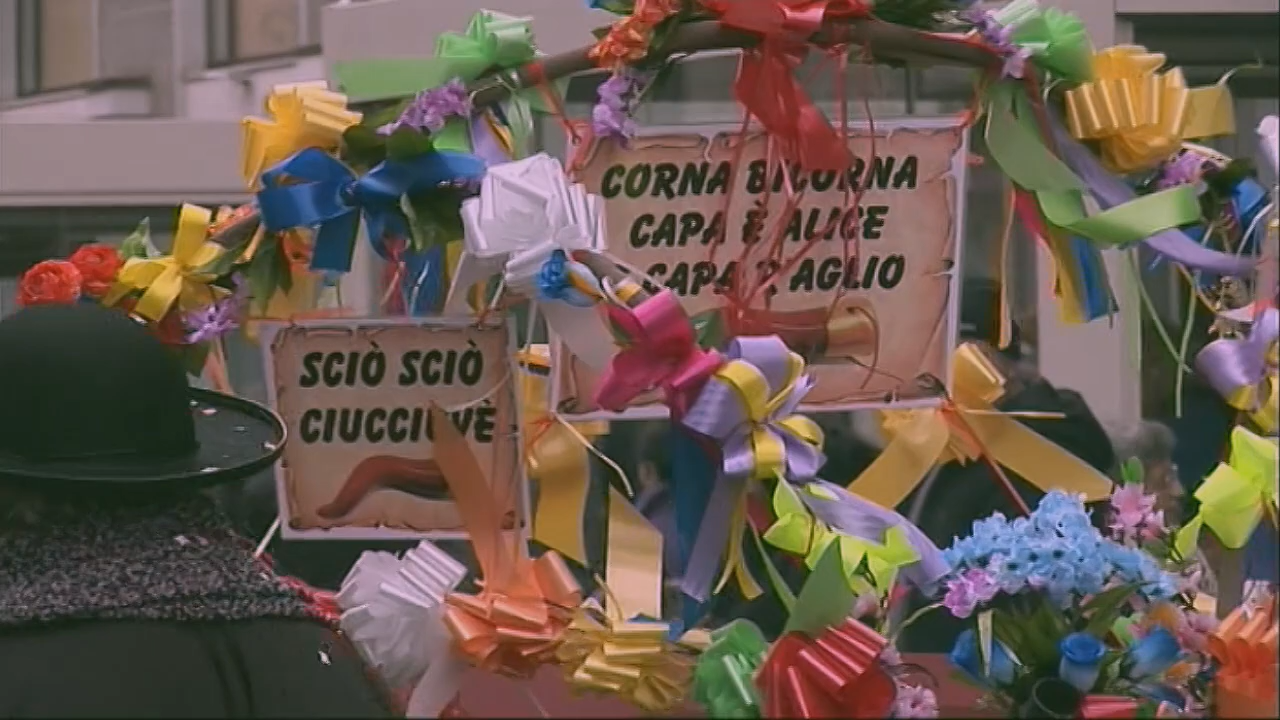 CORNA BICORNA
CAPA È ALICE
CAPA D'AGLIO
SCIÒ SCIÒ
CIUCCIUVÈ